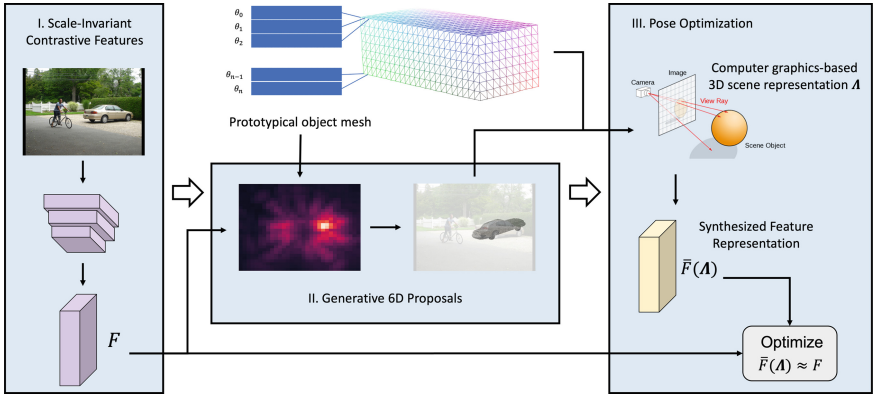 I. Scale-Invariant
Contrastive Features
F
θ₀
θ₁
θ₂
θₙ₋₁
θₙ
Prototypical object mesh
II. Generative 6D Proposals
III. Pose Optimization
Computer graphics-based
3D scene representation Λ
Image
Camera
View Ray
Scene Object
Synthesized Feature
Representation
F̄(Λ)
Optimize
F̄(Λ) ≈ F